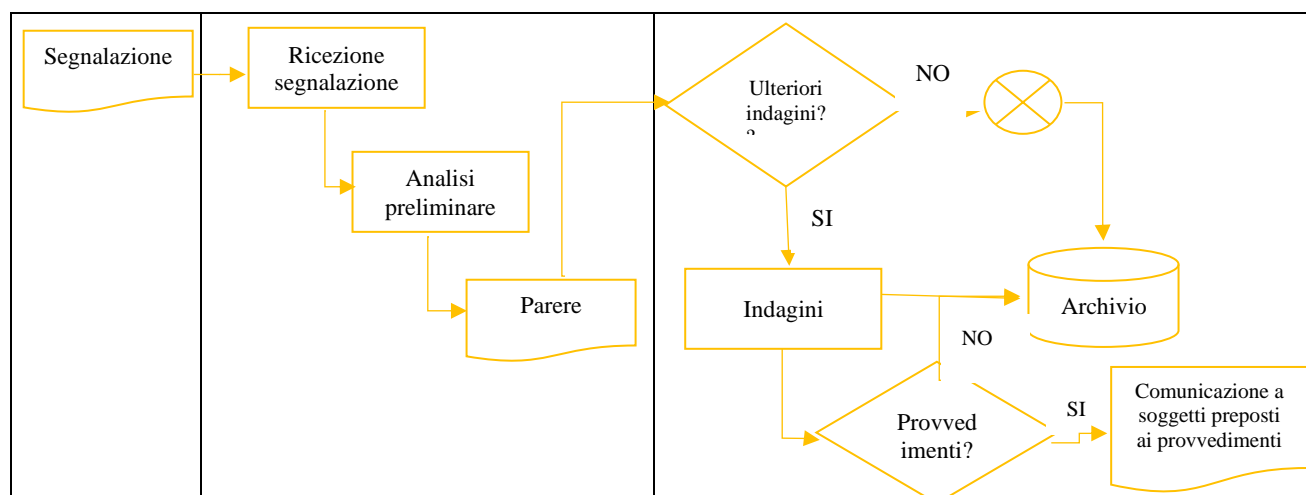 Segnalazione
Ricezione
segnalazione
Analisi
preliminare
Parere
Ulteriori
indagini?
?
NO
SI
Indagini
Archivio
NO
Provved
imenti?
SI
Comunicazione a
soggetti preposti
ai provvedimenti